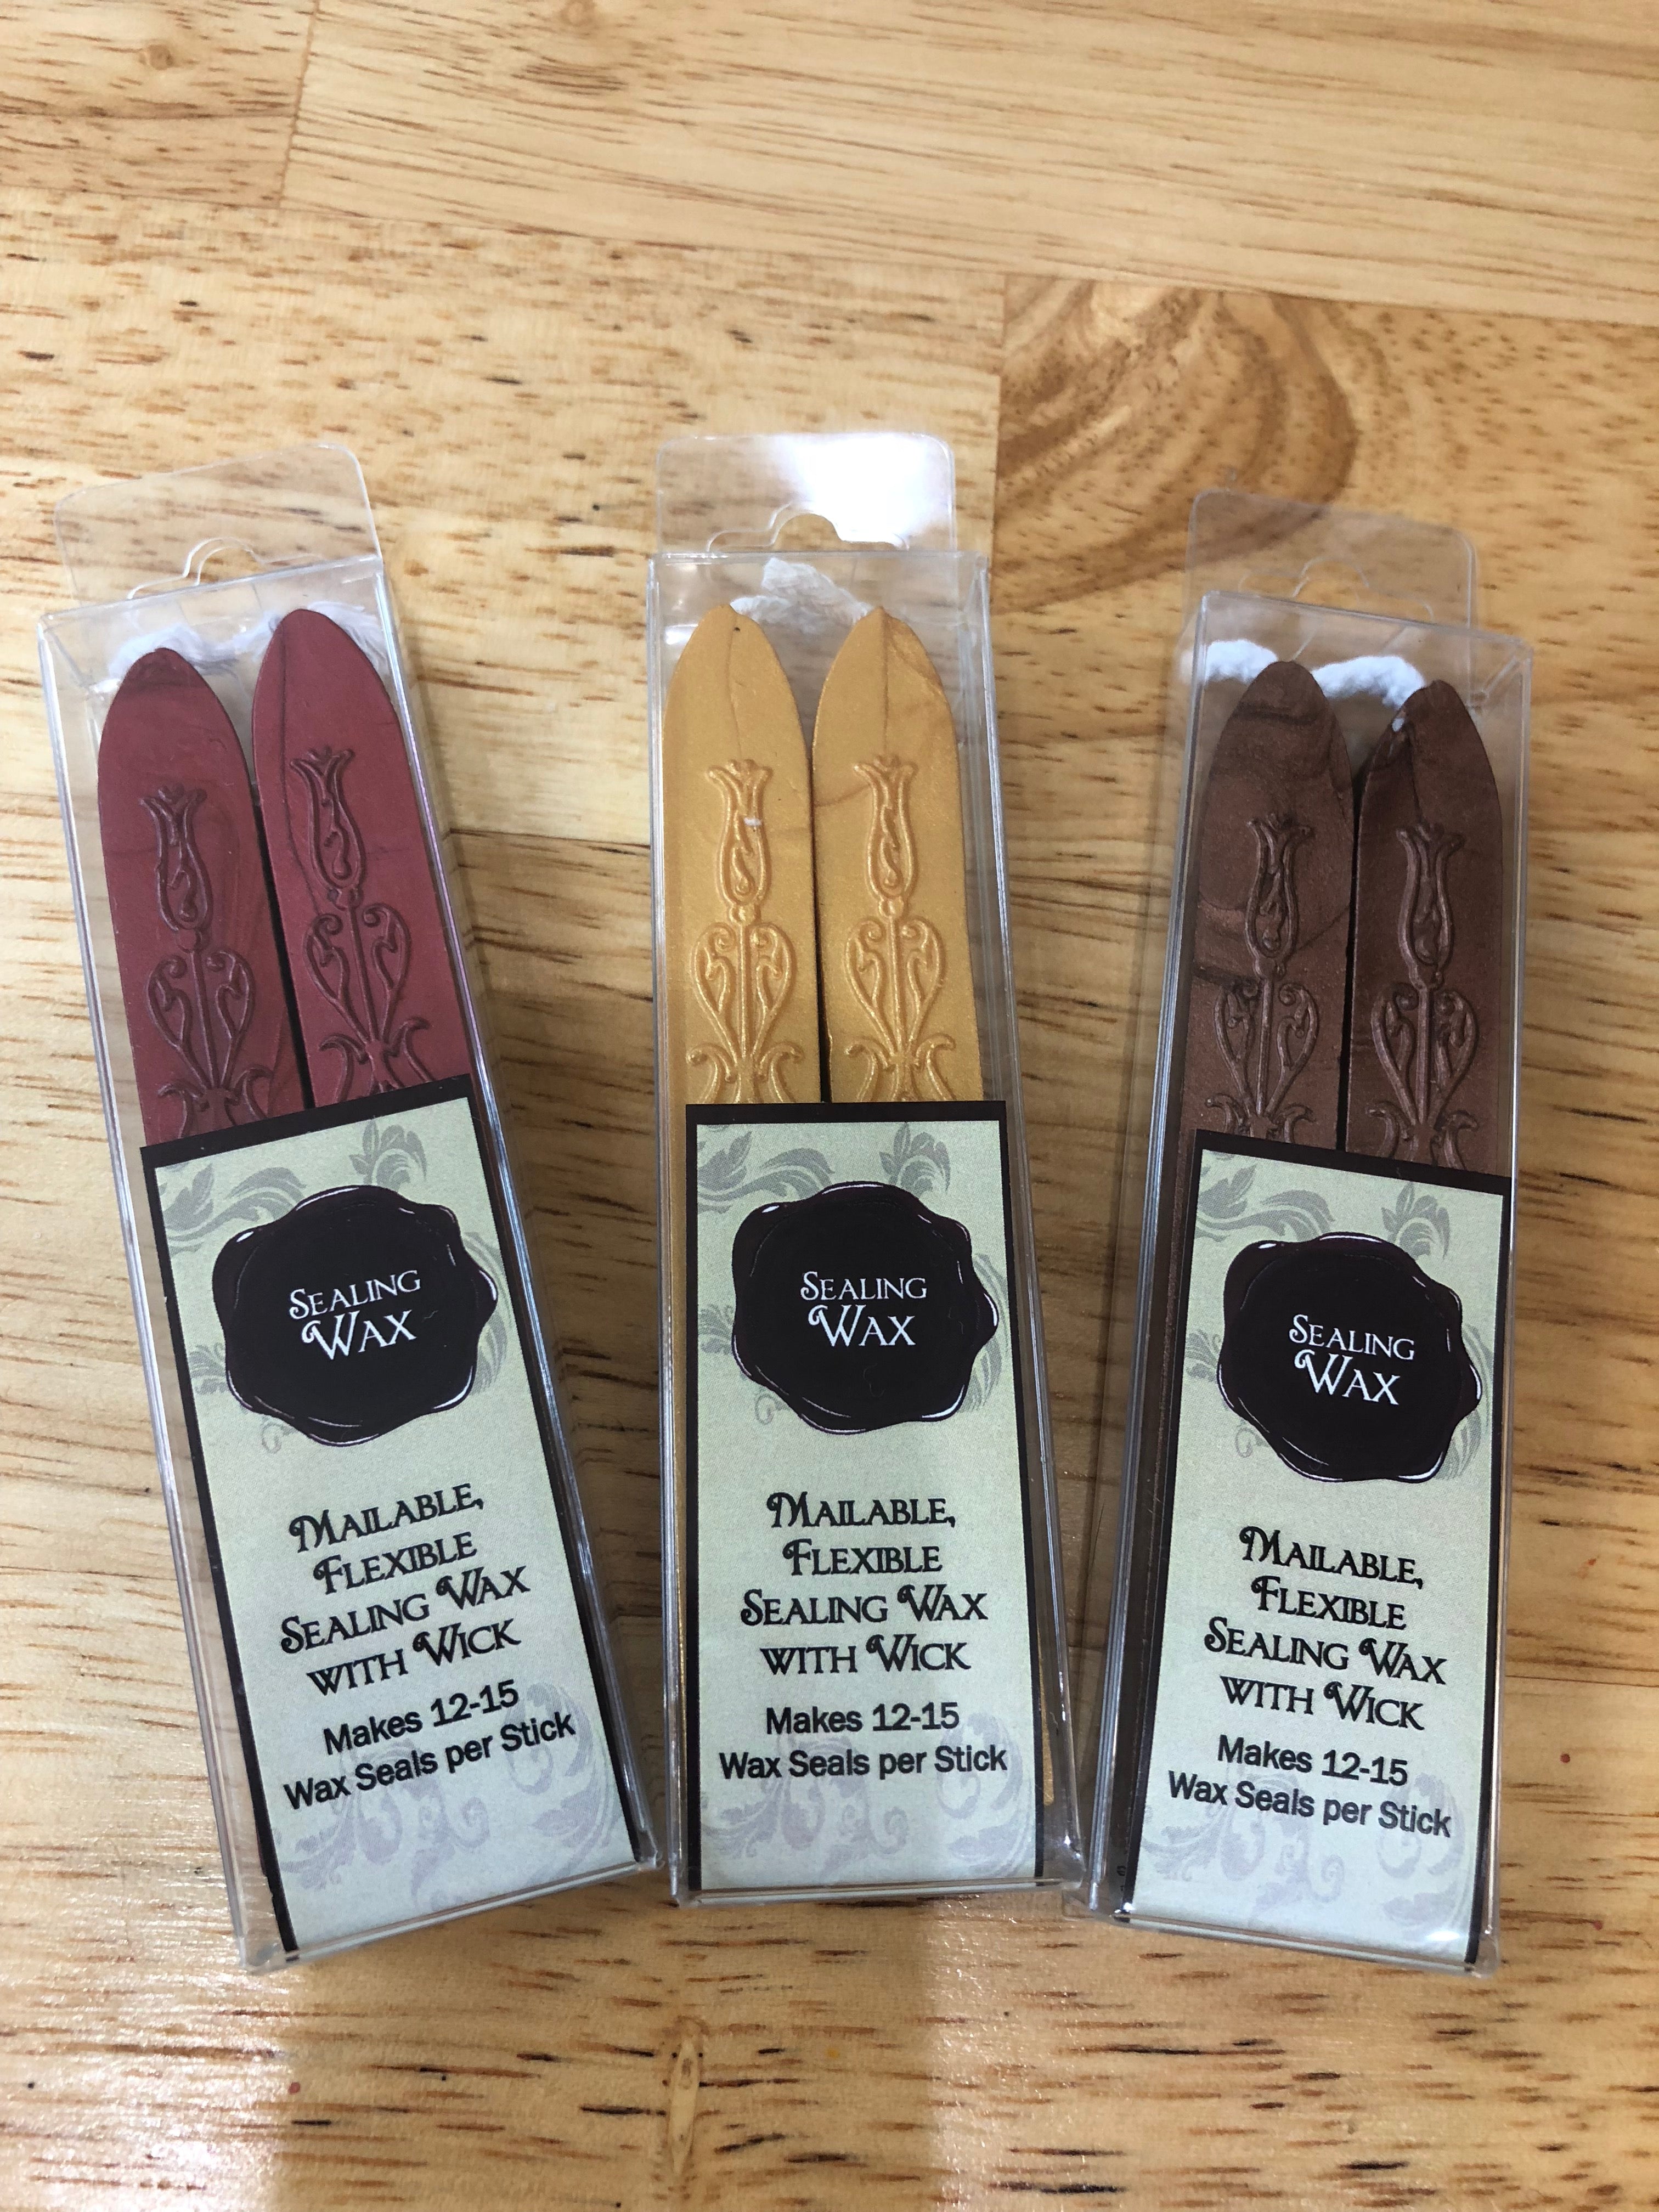 Sealing
Wax
Mailable,
Flexible
Sealing Wax
with Wick
Makes 12-15
Wax Seals per Stick
Sealing
Wax
Mailable,
Flexible
Sealing Wax
with Wick
Makes 12-15
Wax Seals per Stick
Sealing
Wax
Mailable,
Flexible
Sealing Wax
with Wick
Makes 12-15
Wax Seals per Stick